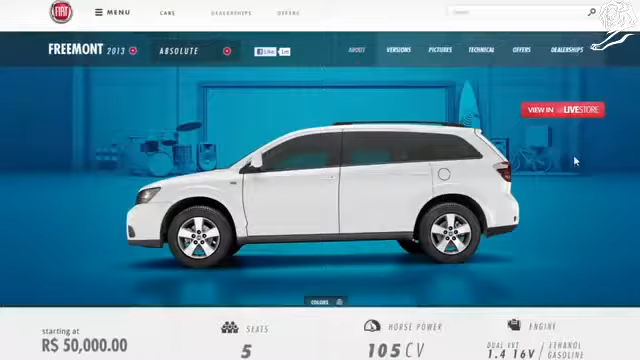 FIAT
MENU
CARS
DEALERSHIPS
OFFERS
FREEMONT 2013
ABSOLUTE
Like
ABOUT
VERSIONS
PICTURES
TECHNICAL
OFFERS
DEALERSHIPS
VIEW IN LIVESTORE
COLORS
starting at
R$ 50,000.00
SEATS
5
HORSE POWER
105 CV
ENGINE
DUAL VVT
1.4 16V / ETHANOL
GASOLINE